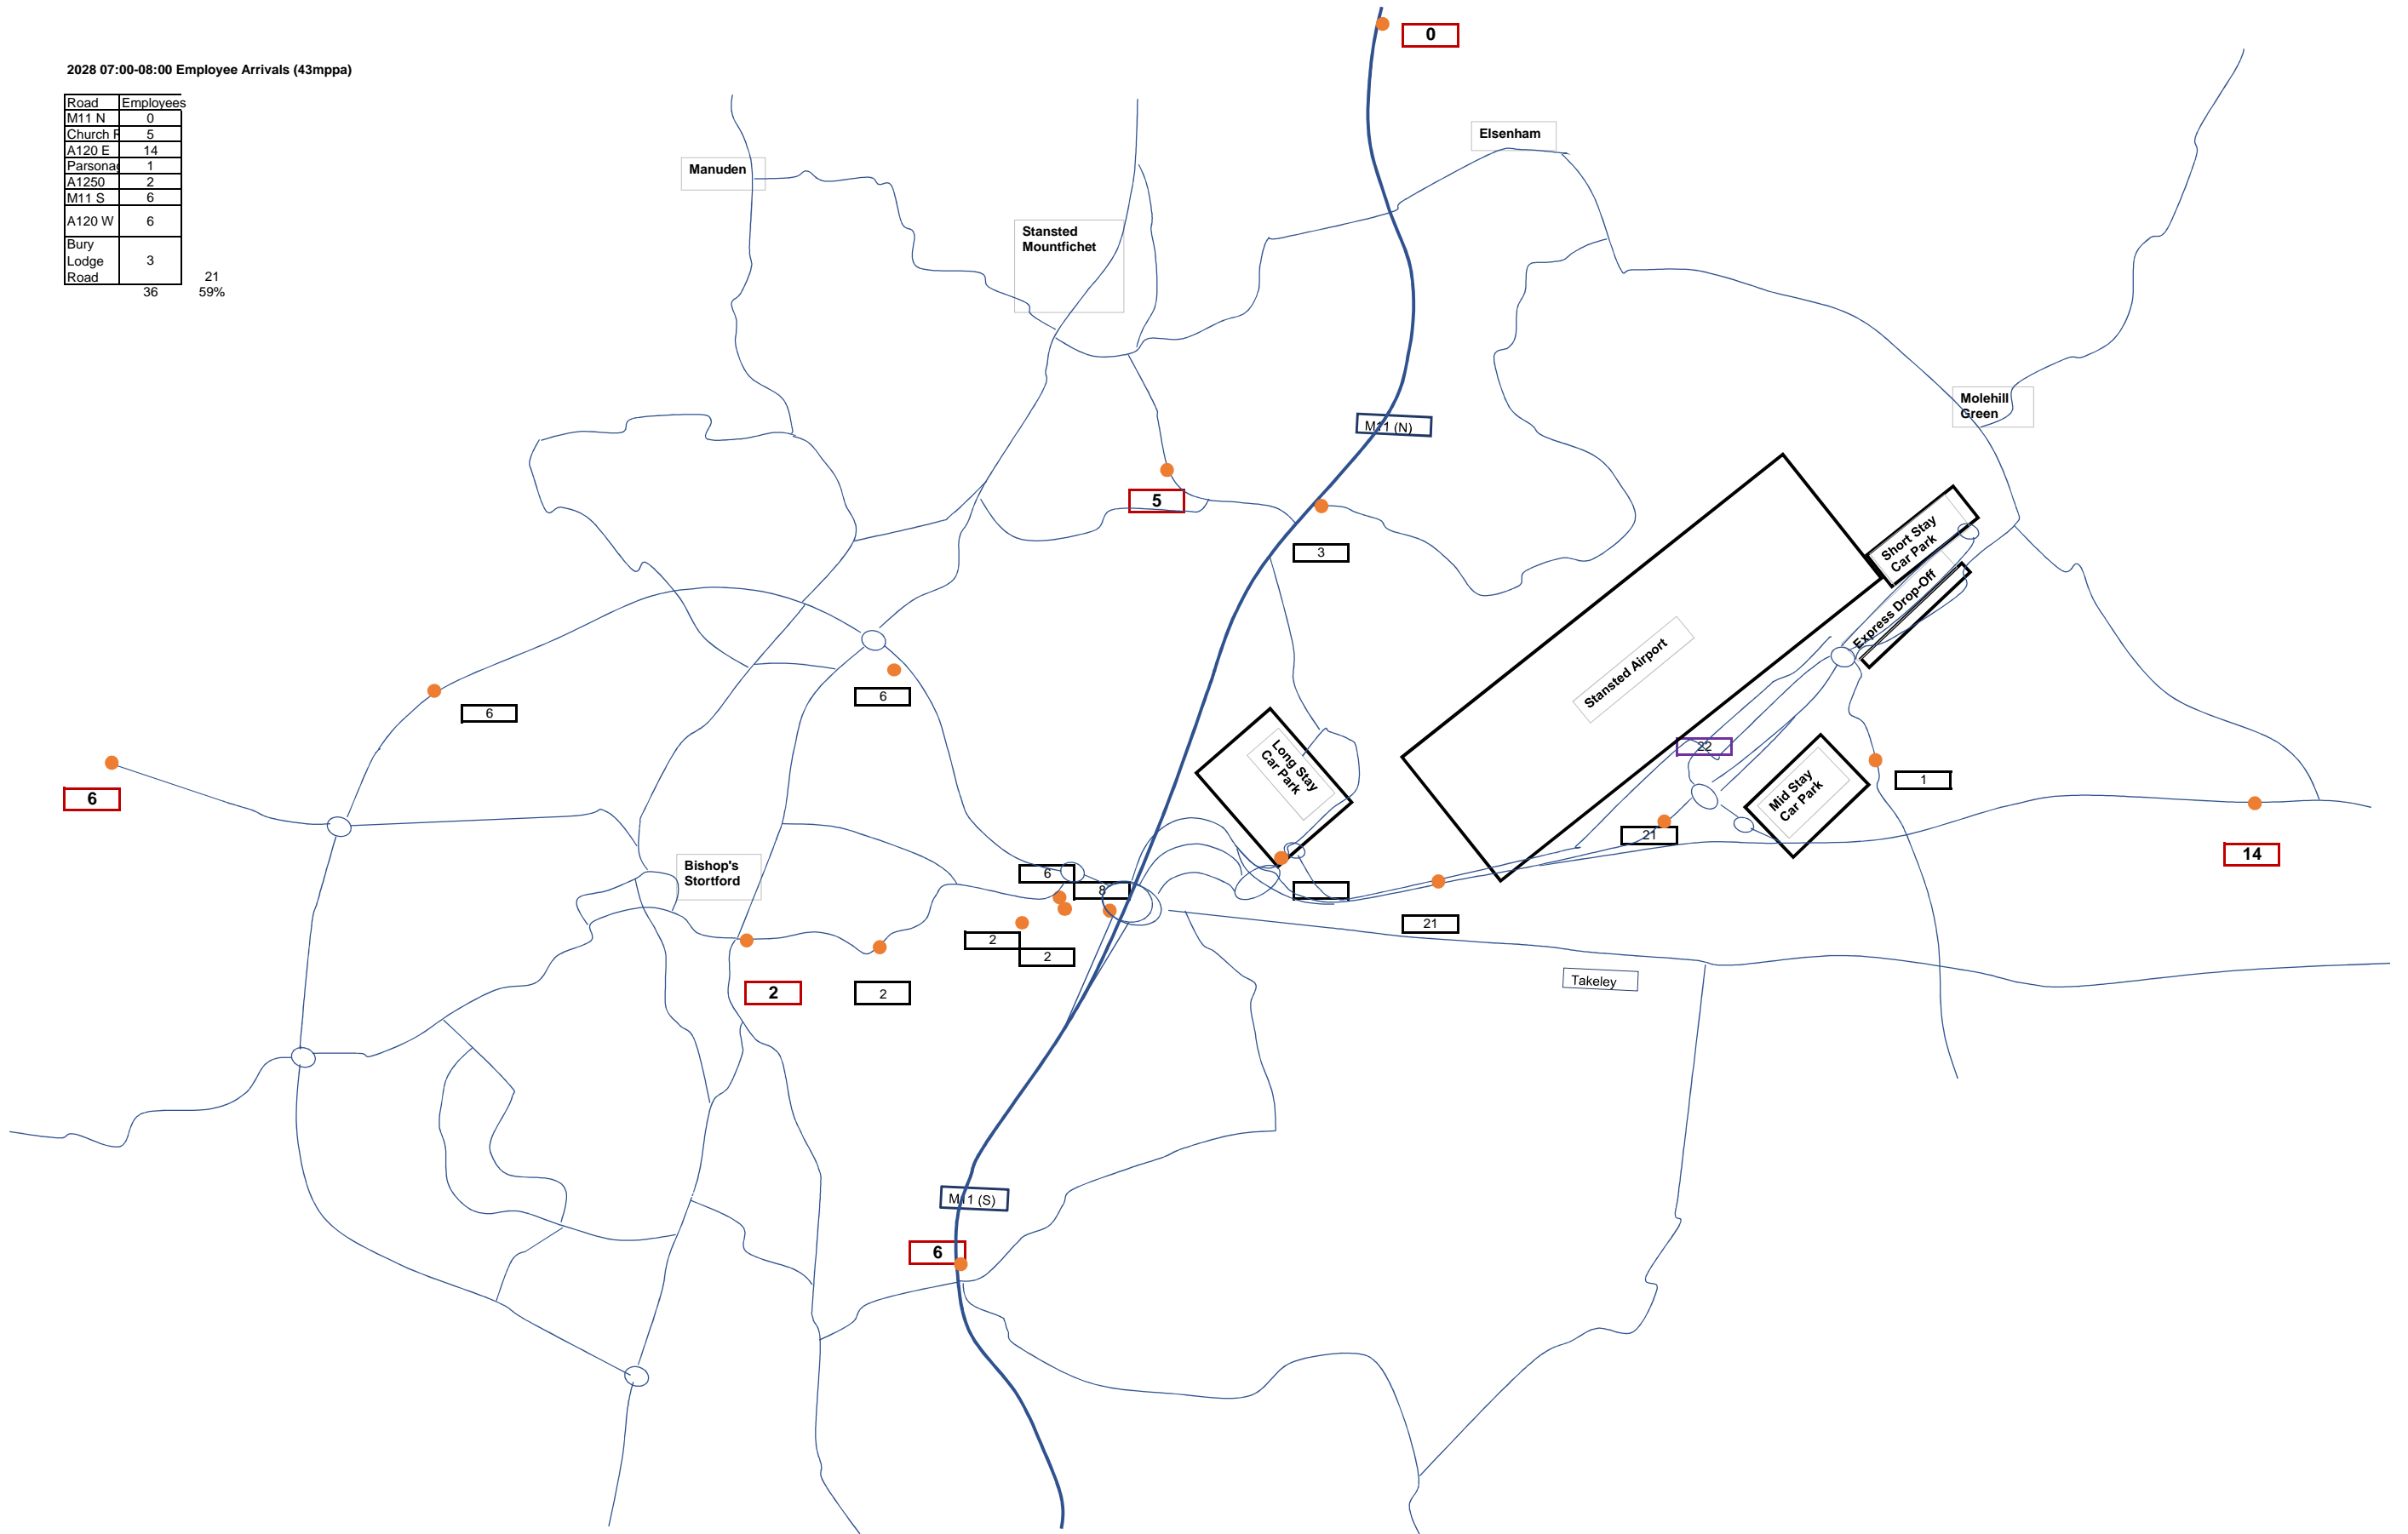 0
2028 07:00-08:00 Employee Arrivals (43mppa)
Road Employees
M11 N 0
Church R 5
A120 E 14
Parsonag 1
A1250 2
M11 S 6
A120 W 6
Bury
Lodge 3
Road 21
36 59%
Elsenham
Manuden
Stansted
Mountfichet
Molehill
Green
M11 (N)
5
3
Short Stay
Car Park
Express Drop-Off
Stansted Airport
6
6
6
Long Stay
Car Park
22
Mid Stay
Car Park
1
21
14
Bishop's
Stortford
6
8
21
2
2
2
2
Takeley
M11 (S)
6